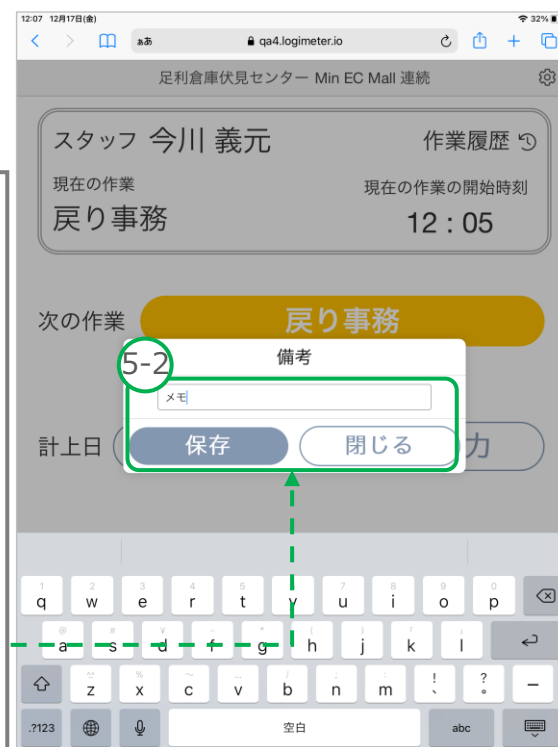 12:07 12月17日(金) 32%
ぁあ qa4.logimeter.io
足利倉庫伏見センター Min EC Mall 連続
スタッフ 今川 義元 作業履歴
現在の作業 現在の作業の開始時刻
戻り事務 12：05
次の作業 戻り事務
5-2 備考
メモ
計上日 保存 閉じる 力
1 2 3 4 5 7 8 9 0
q w e r t y u i o p
@ # ¥ * ( )
a s d f g h j k l
% ~ … / : ;
z x c v b n m ! 、 ? 。 ー
.?123 空白 abc